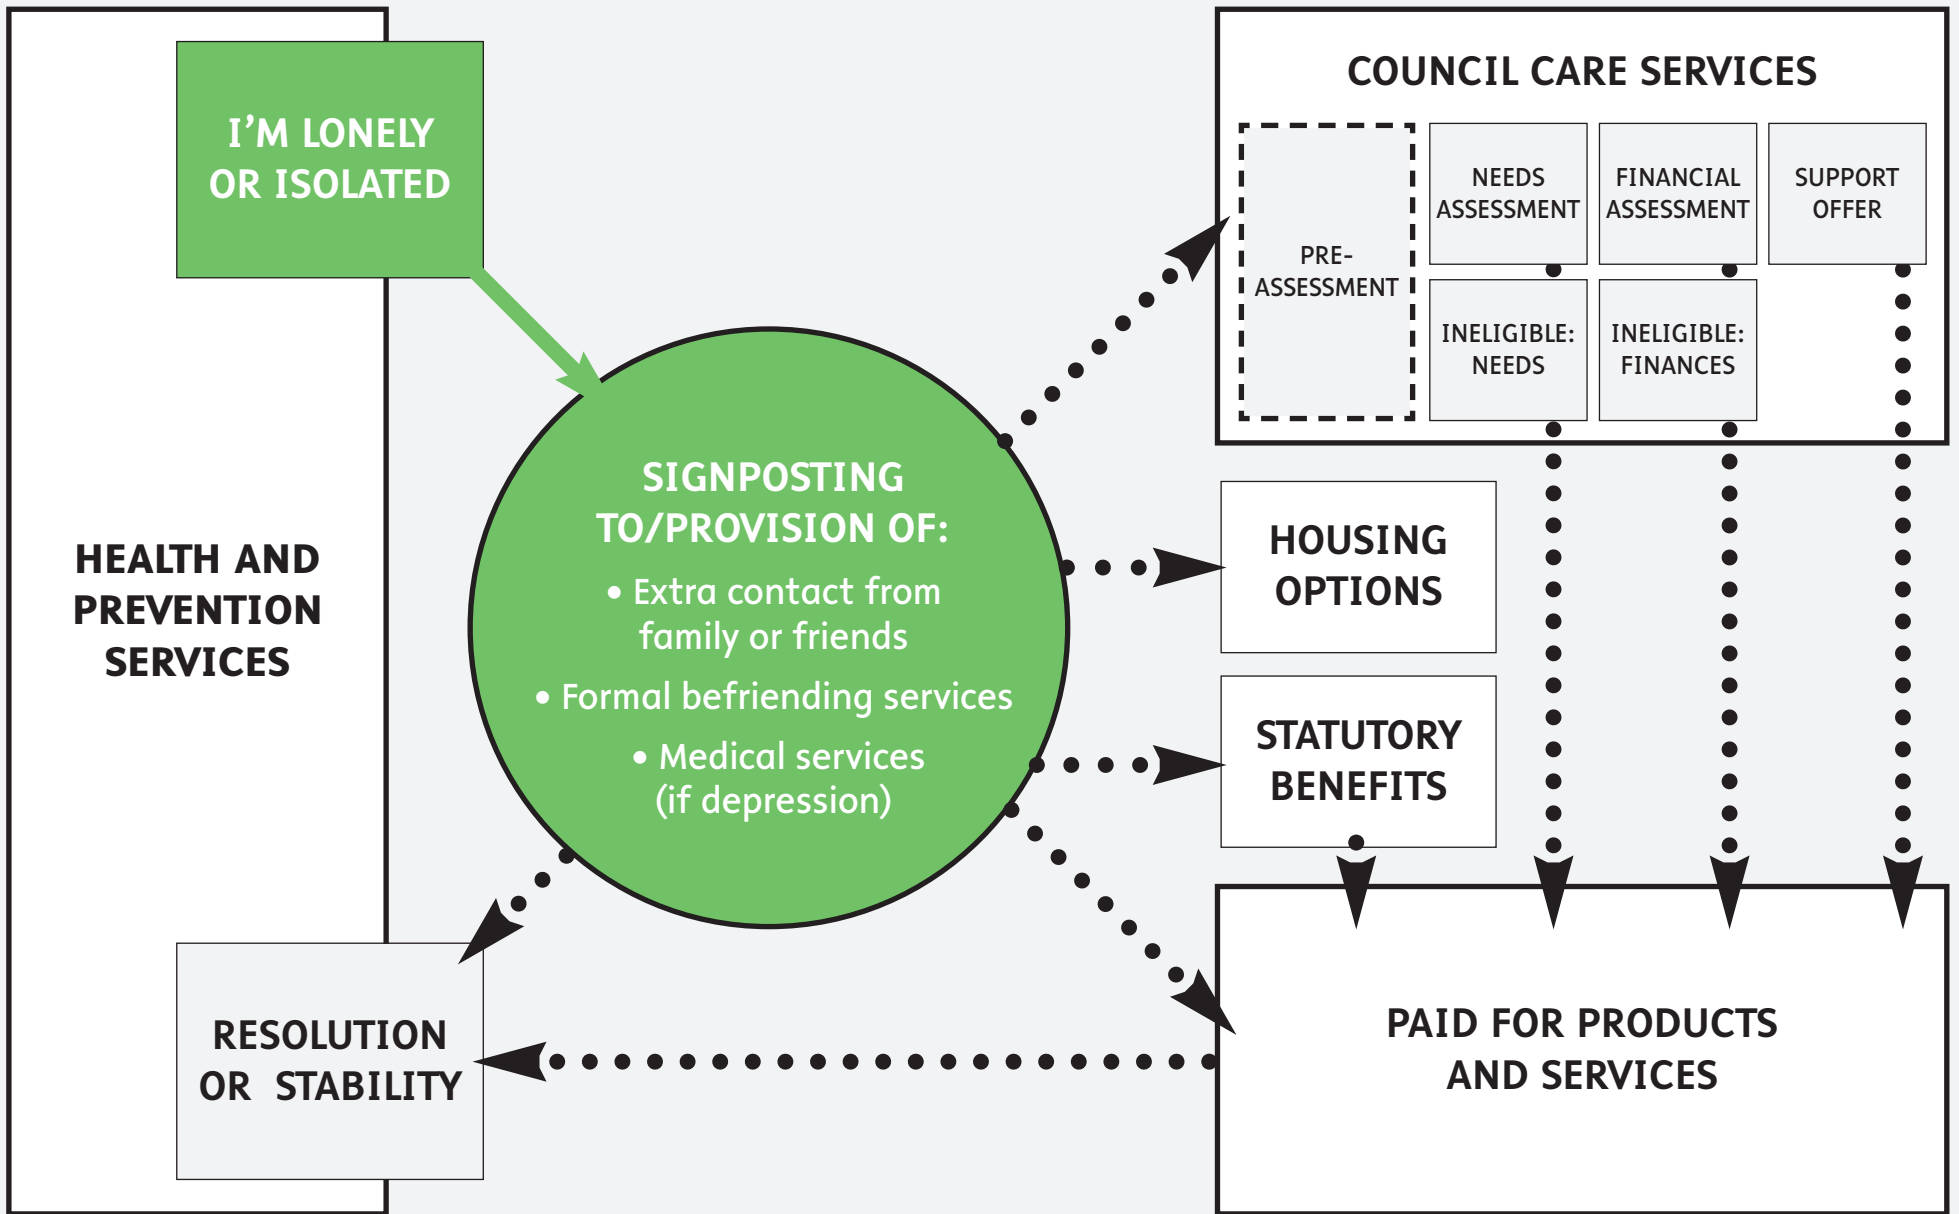 I’M LONELY
OR ISOLATED
HEALTH AND
PREVENTION
SERVICES
RESOLUTION
OR STABILITY
SIGNPOSTING
TO/PROVISION OF:
• Extra contact from
family or friends
• Formal befriending services
• Medical services
(if depression)
COUNCIL CARE SERVICES
PRE-
ASSESSMENT
NEEDS
ASSESSMENT
FINANCIAL
ASSESSMENT
SUPPORT
OFFER
INELIGIBLE:
NEEDS
INELIGIBLE:
FINANCES
HOUSING
OPTIONS
STATUTORY
BENEFITS
PAID FOR PRODUCTS
AND SERVICES